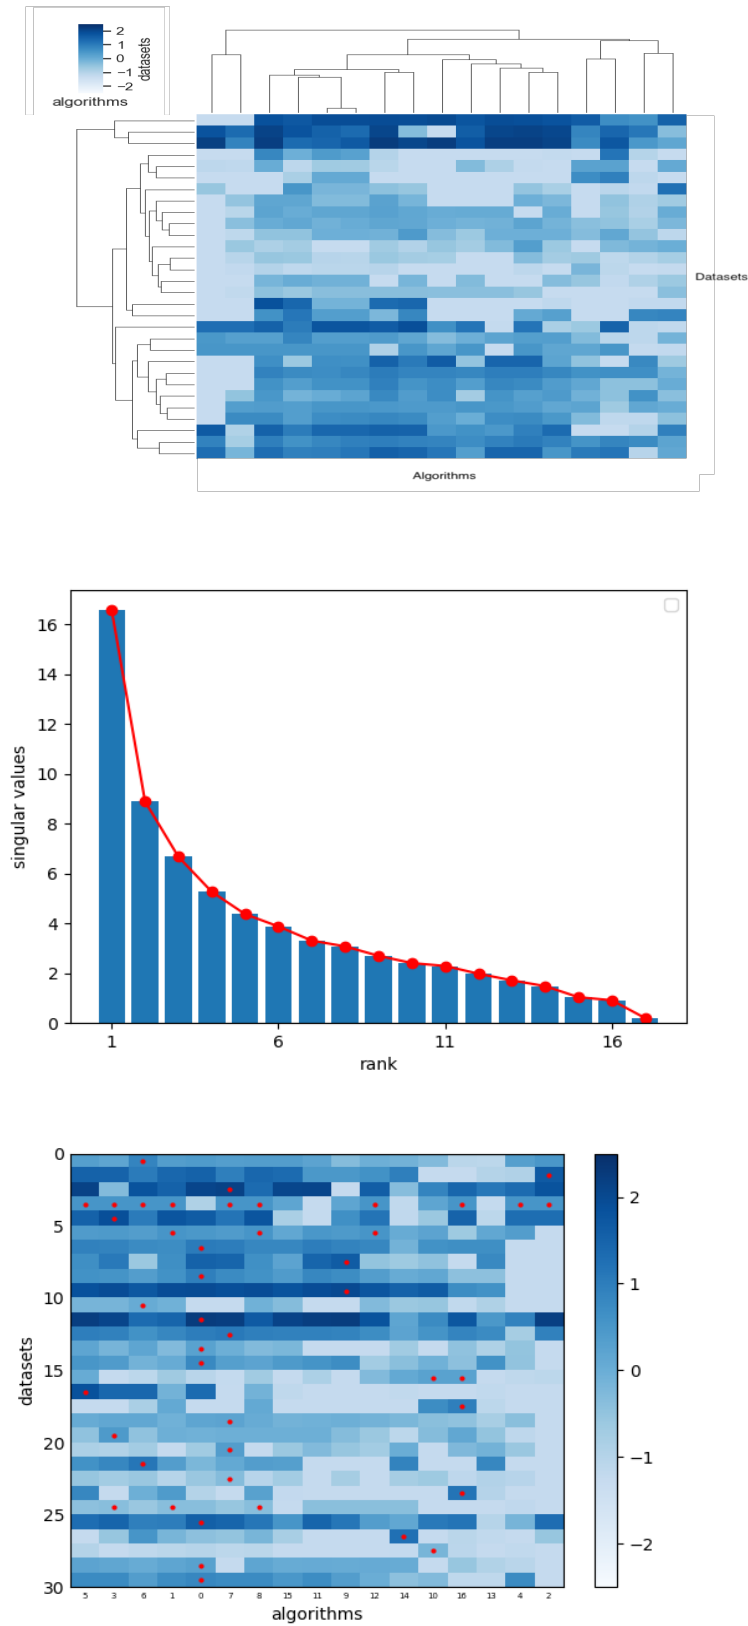 2
1
0
−1
−2
datasets
algorithms
Datasets
Algorithms
16
14
12
10
8
6
4
2
0
singular values
1 6 11 16
rank
0
5
10
15
20
25
30
datasets
5 3 6 1 0 7 8 15 11 9 12 14 10 16 13 4 2
algorithms
2
1
0
−1
−2